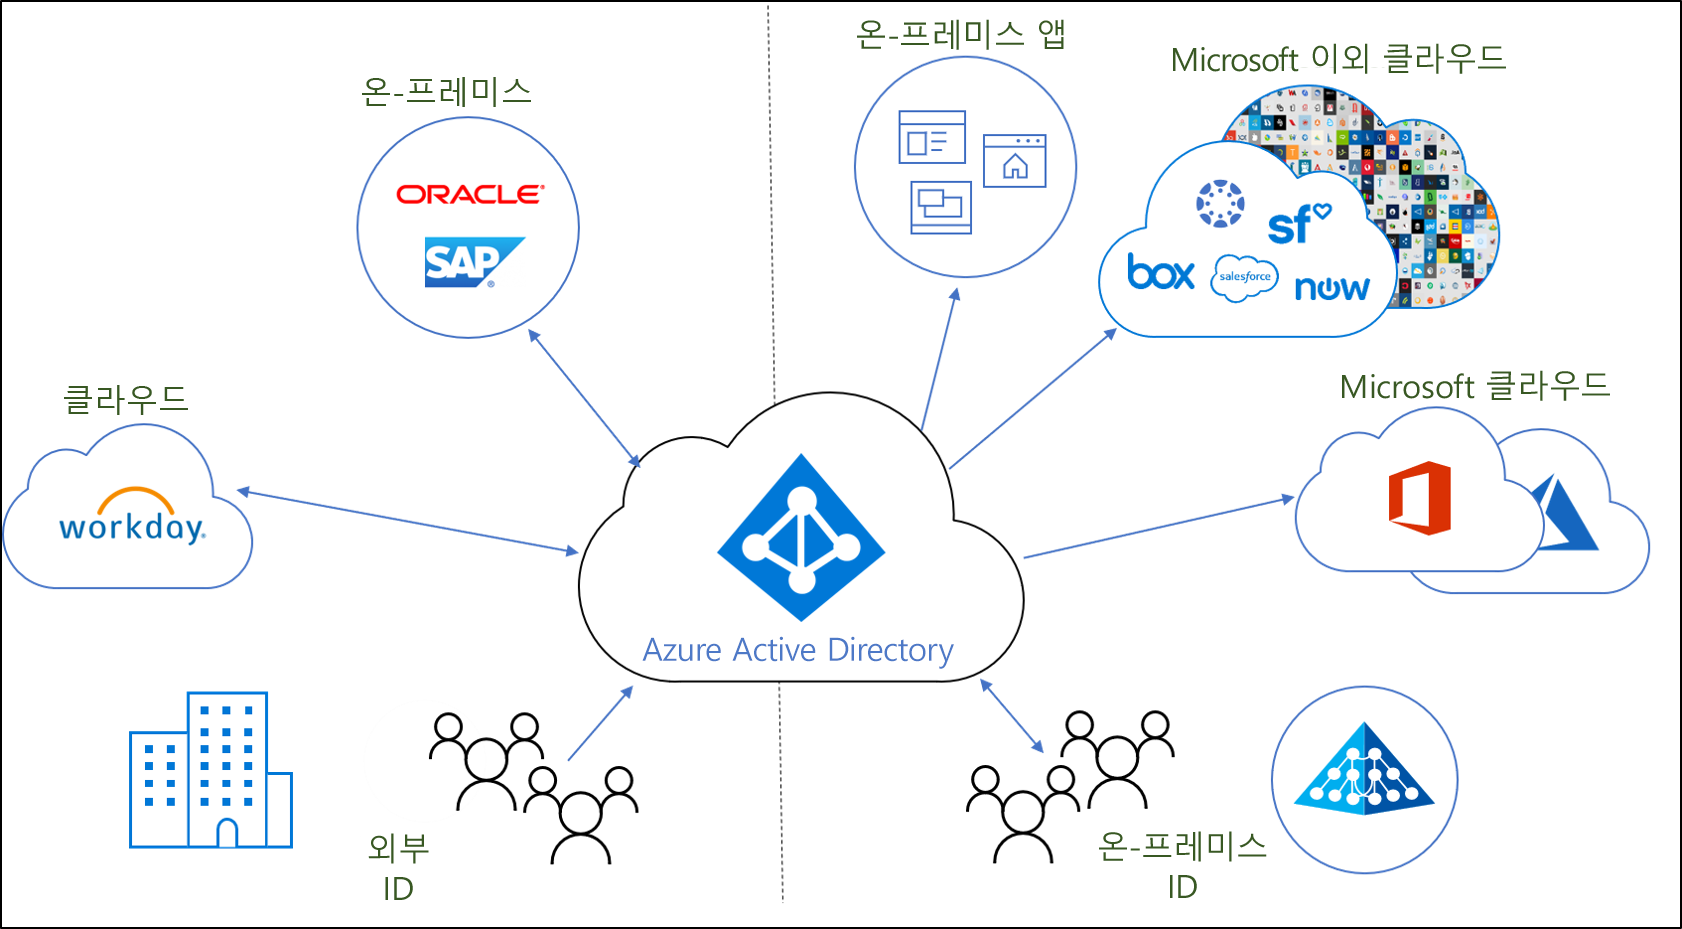 온-프레미스 앱
Microsoft 이외 클라우드
온-프레미스
ORACLE®
SAP®
sf
box
salesforce
now
클라우드
Microsoft 클라우드
workday.
Azure Active Directory
외부
ID
온-프레미스
ID